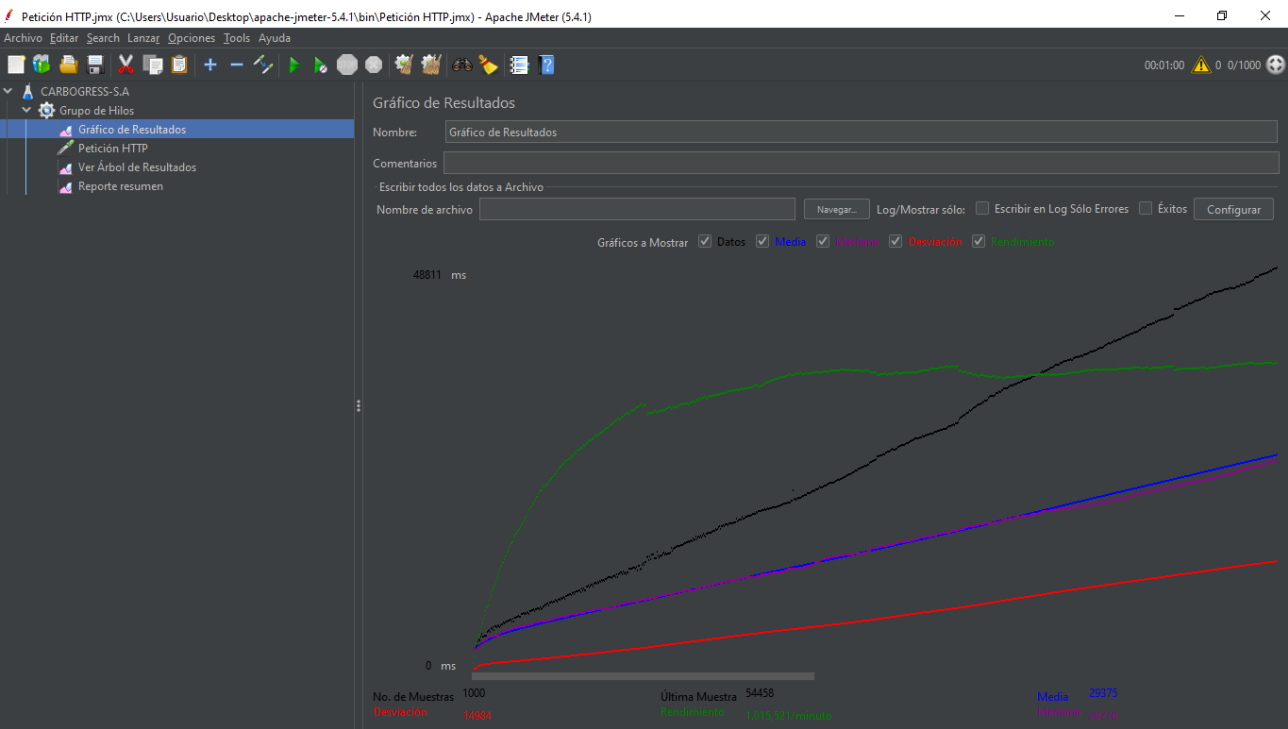 Petición HTTP.jmx (C:\Users\Usuario\Desktop\apache-jmeter-5.4.1\bin\Petición HTTP.jmx) - Apache JMeter (5.4.1)
Archivo Editar Search Lanzar Opciones Tools Ayuda
00:01:00 0 0/1000
CARBOGRESS-S.A
Grupo de Hilos
Gráfico de Resultados
Petición HTTP
Ver Árbol de Resultados
Reporte resumen
Gráfico de Resultados
Nombre: Gráfico de Resultados
Comentarios
Escribir todos los datos a Archivo
Nombre de archivo Navegar... Log/Mostrar sólo: Escribir en Log Sólo Errores Éxitos Configurar
Gráficos a Mostrar Datos Media Mediana Desviación Rendimiento
48811 ms
0 ms
No. de Muestras 1000 Última Muestra 54458 Media 29375
Desviación 14984 Rendimiento 1,015.521/minuto Mediana